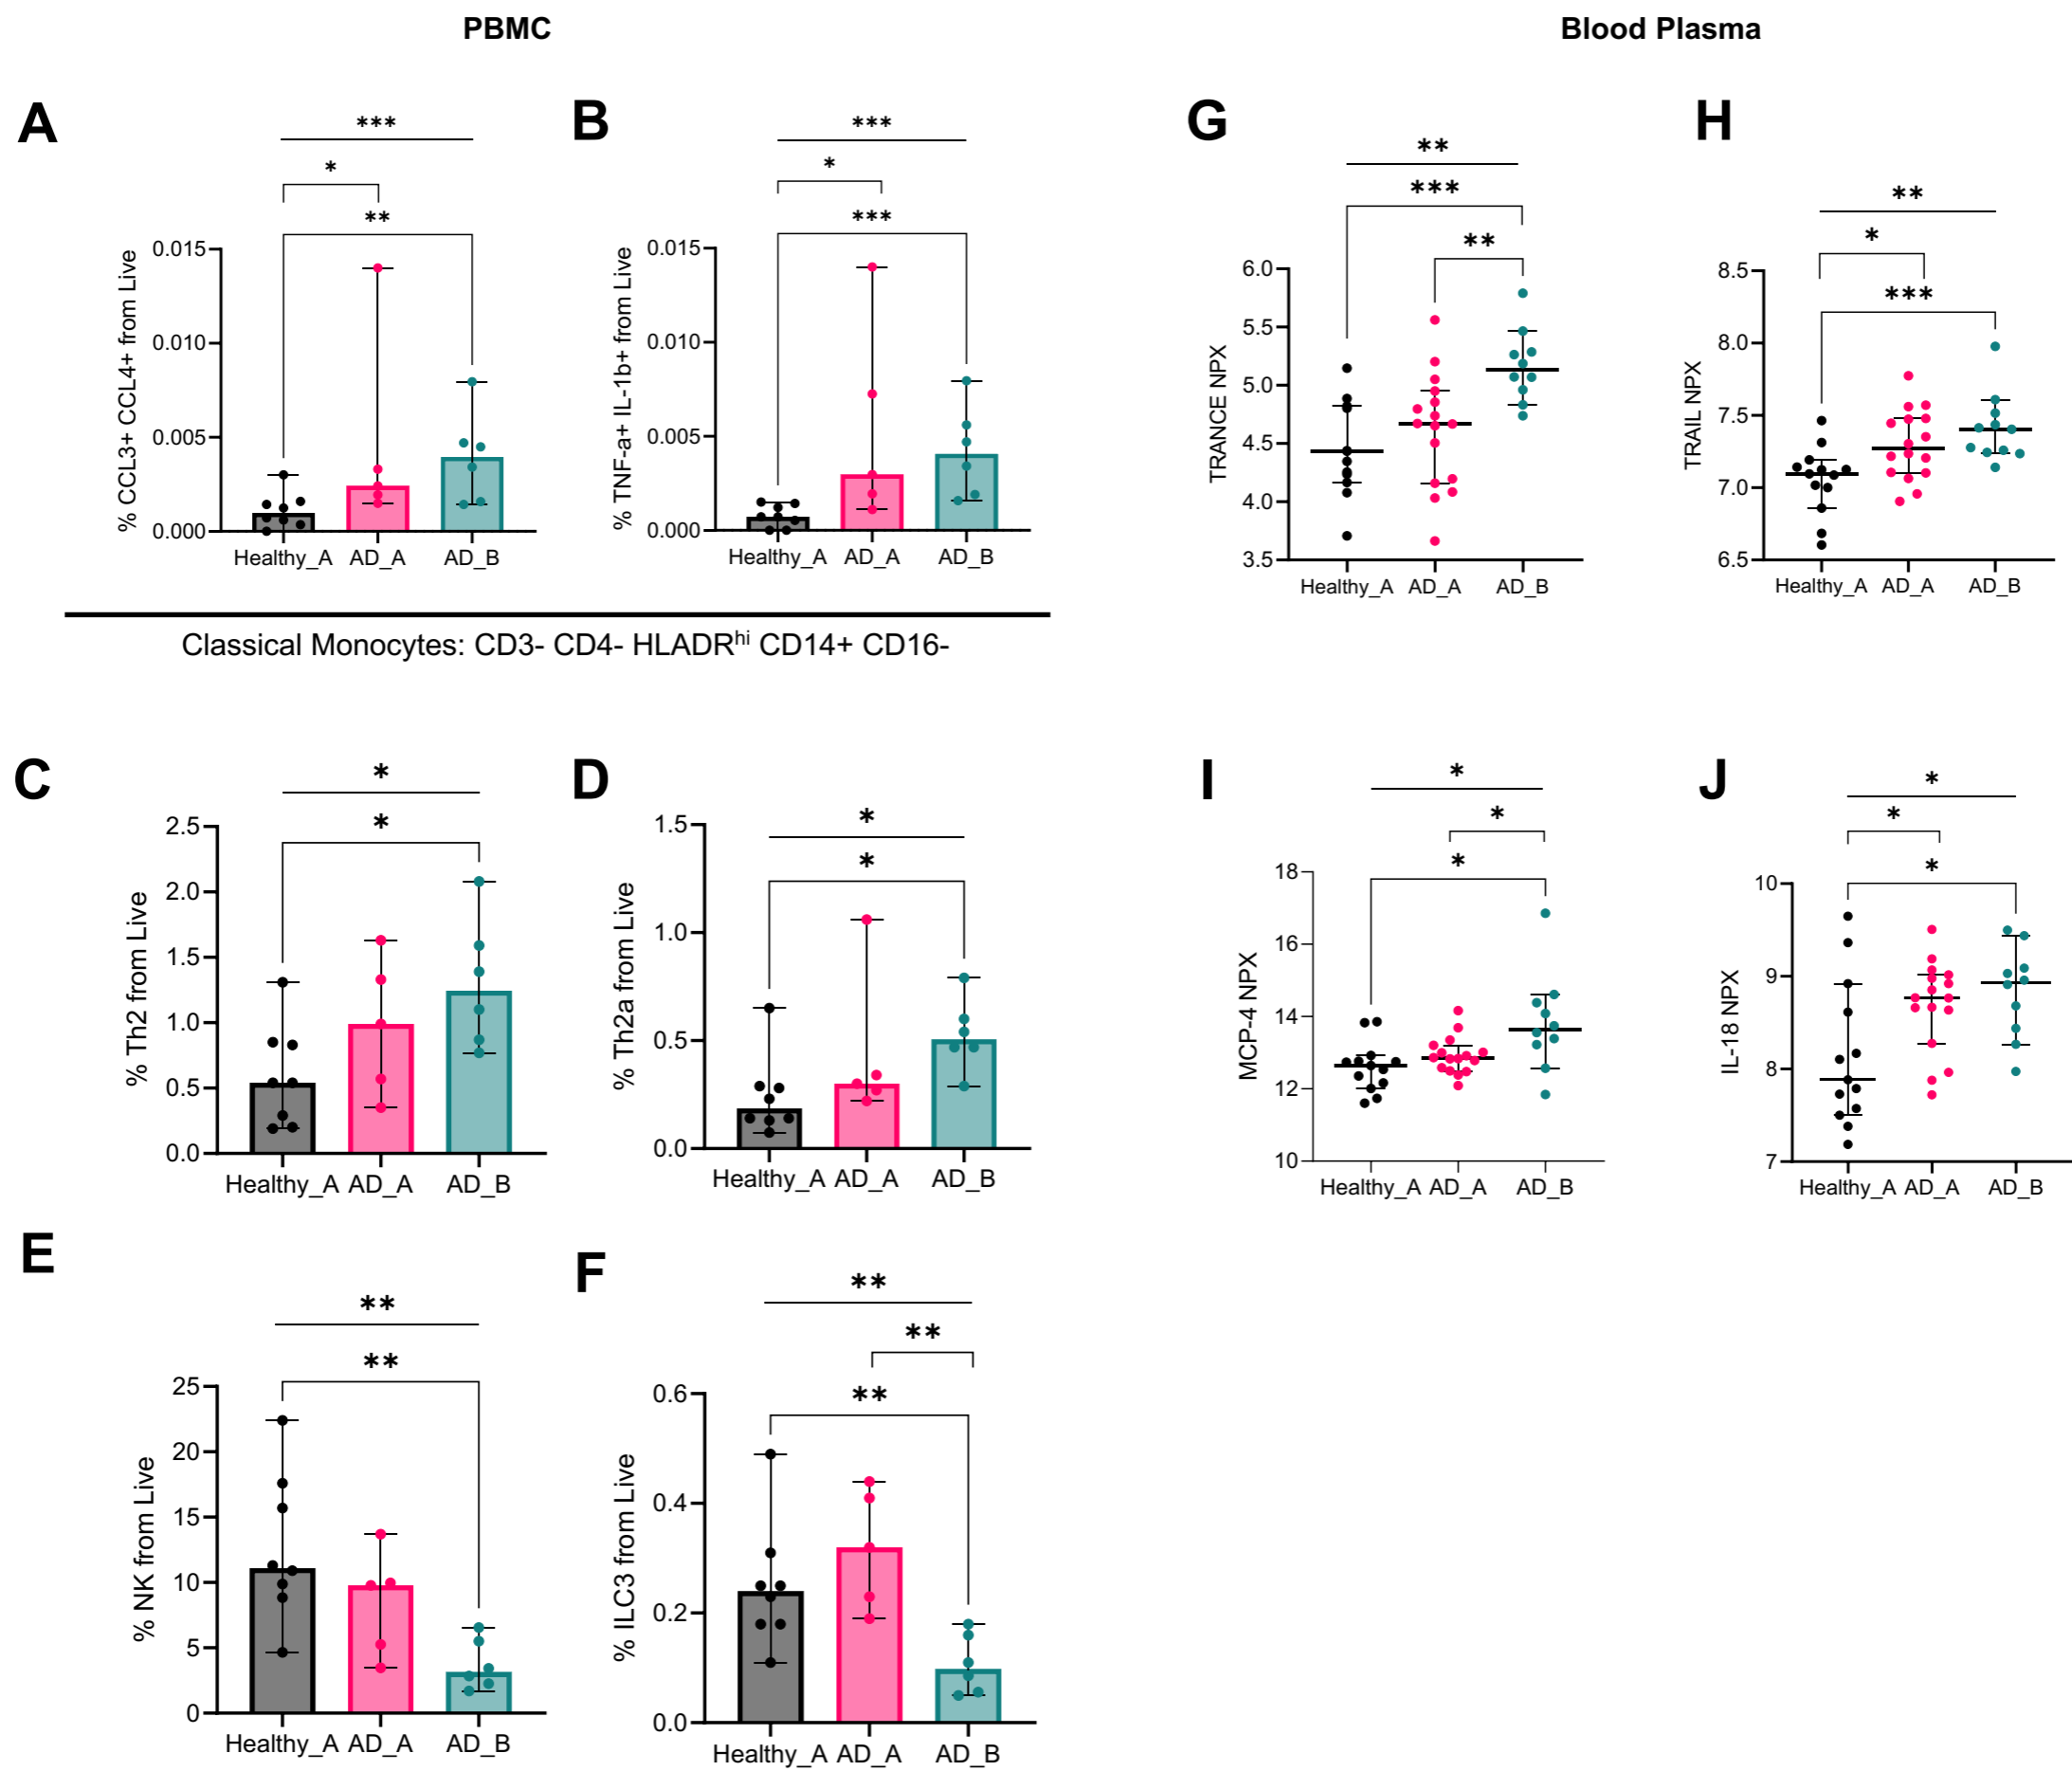 PBMC
Blood Plasma
A
***
*
**
% CCL3+ CCL4+ from Live
0.015
0.010
0.005
0.000
Healthy_A AD_A AD_B
B
***
*
***
% TNF-a+ IL-1b+ from Live
0.015
0.010
0.005
0.000
Healthy_A AD_A AD_B
Classical Monocytes: CD3- CD4- HLADRhi CD14+ CD16-
C
*
*
% Th2 from Live
2.5
2.0
1.5
1.0
0.5
0.0
Healthy_A AD_A AD_B
D
*
*
% Th2a from Live
1.5
1.0
0.5
0.0
Healthy_A AD_A AD_B
E
**
**
% NK from Live
25
20
15
10
5
0
Healthy_A AD_A AD_B
F
**
**
**
% ILC3 from Live
0.6
0.4
0.2
0.0
Healthy_A AD_A AD_B
G
**
***
**
TRANCE NPX
6.0
5.5
5.0
4.5
4.0
3.5
Healthy_A AD_A AD_B
H
**
*
***
TRAIL NPX
8.5
8.0
7.5
7.0
6.5
Healthy_A AD_A AD_B
I
*
*
*
MCP-4 NPX
18
16
14
12
10
Healthy_A AD_A AD_B
J
*
*
*
IL-18 NPX
10
9
8
7
Healthy_A AD_A AD_B